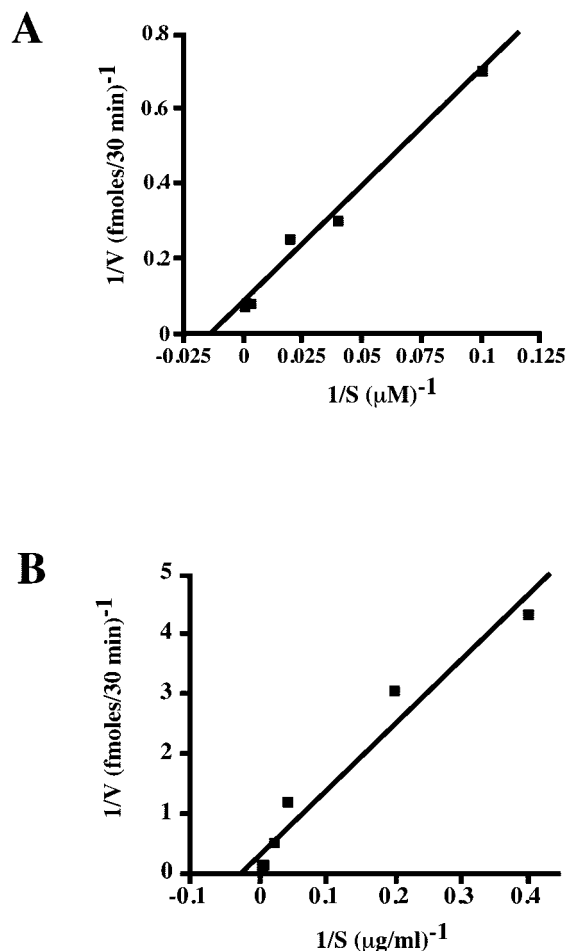 A
0.8
0.6
0.4
0.2
0
-0.025 0 0.025 0.05 0.075 0.1 0.125
1/V (fmoles/30 min)⁻¹
1/S (µM)⁻¹
B
5
4
3
2
1
0
-0.1 0 0.1 0.2 0.3 0.4
1/V (fmoles/30 min)⁻¹
1/S (µg/ml)⁻¹